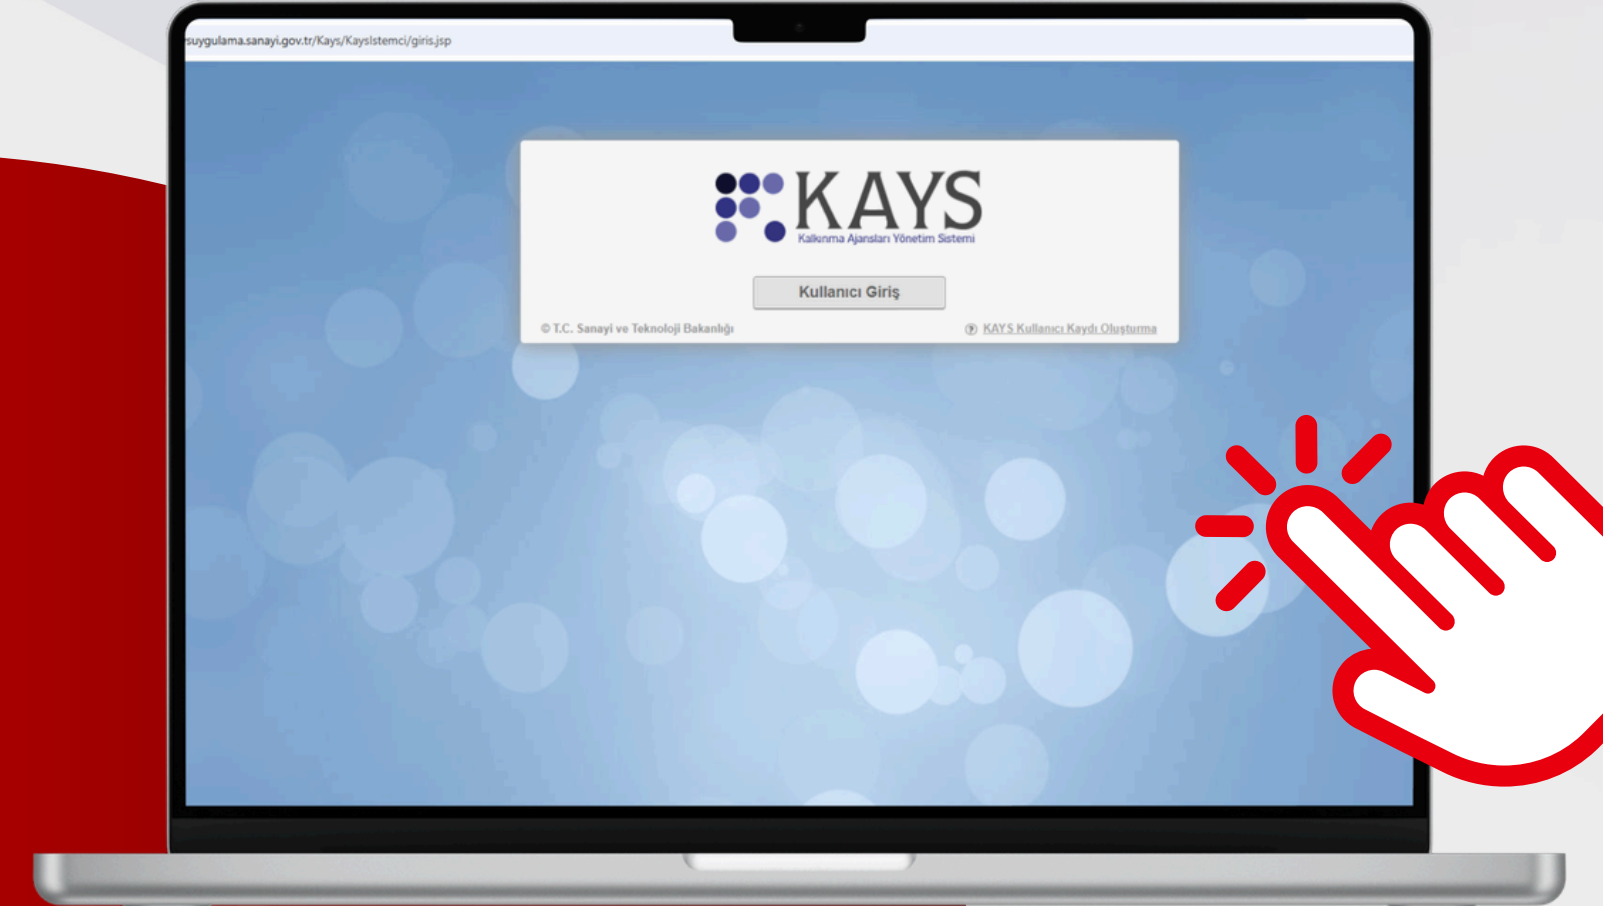 suygulama.sanayi.gov.tr/Kays/KaysIstemci/giris.jsp
KAYS
Kalkınma Ajansları Yönetim Sistemi
Kullanıcı Giriş
© T.C. Sanayi ve Teknoloji Bakanlığı
KAYS Kullanıcı Kaydı Oluşturma